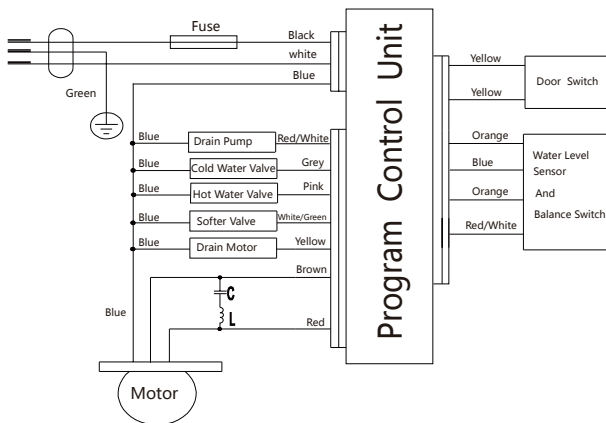 Fuse
Black
white
Blue
Green
Blue
Drain Pump
Red/White
Blue
Cold Water Valve
Grey
Blue
Hot Water Valve
Pink
Blue
Softer Valve
White/Green
Blue
Drain Motor
Yellow
Brown
C
L
Blue
Red
Motor
Program Control Unit
Yellow
Door Switch
Yellow
Orange
Blue
Orange
Red/White
Water Level
Sensor
And
Balance Switch